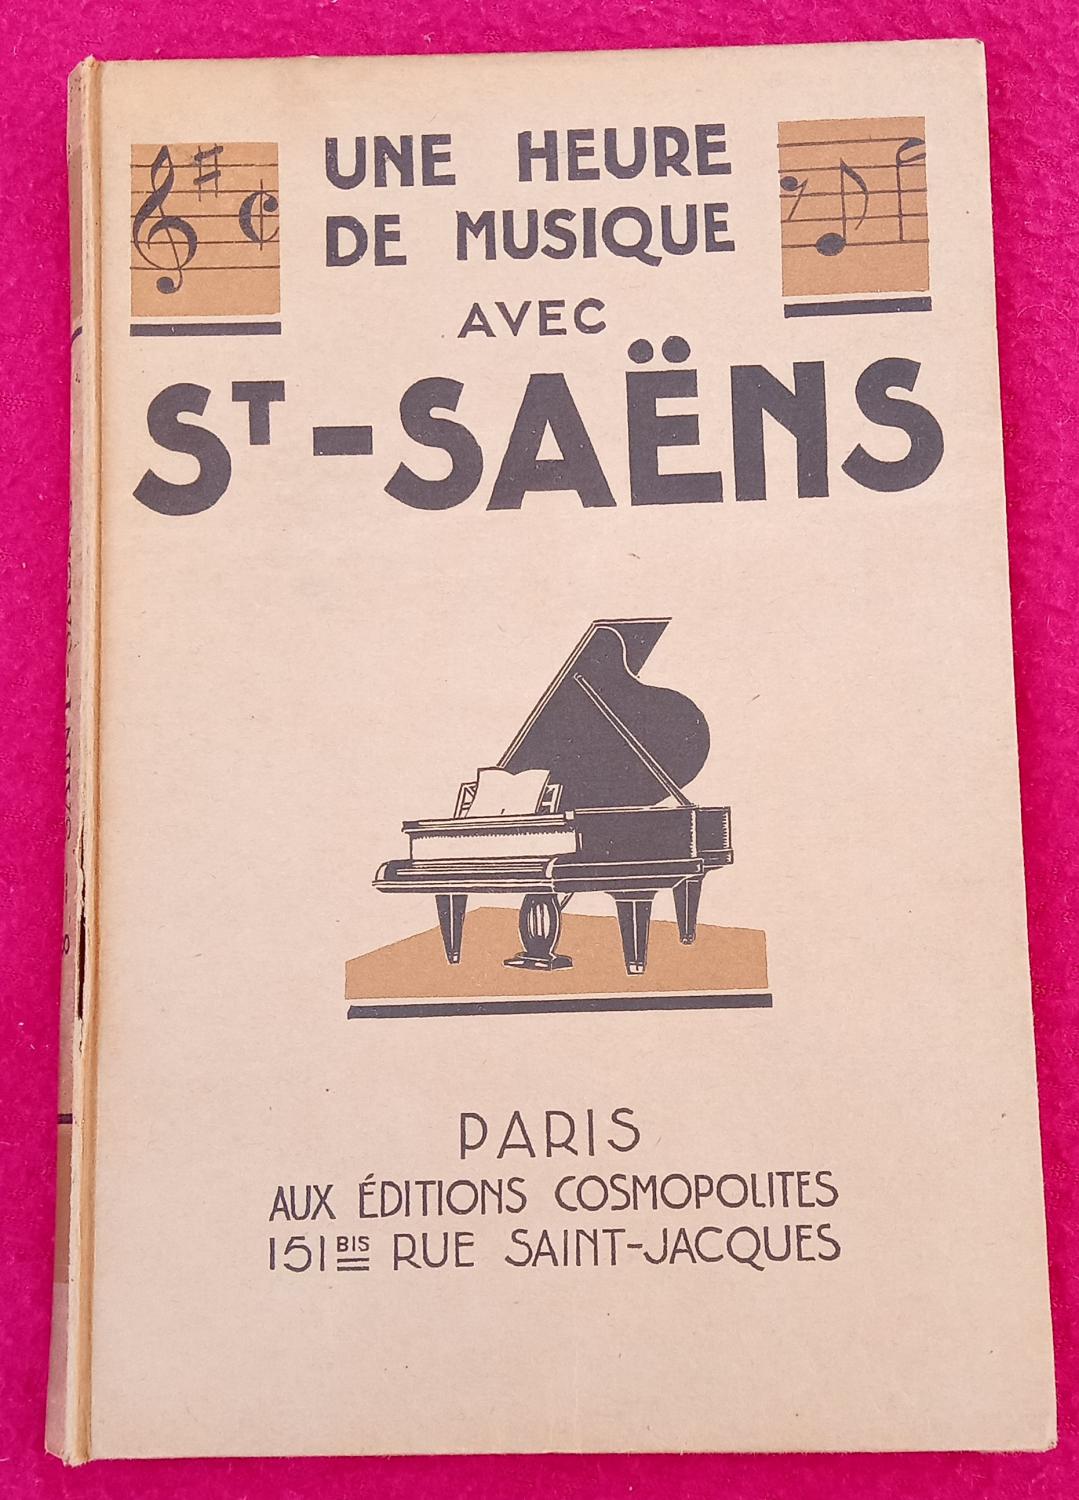 UNE HEURE
DE MUSIQUE
AVEC
ST-SAËNS
PARIS
AUX ÉDITIONS COSMOPOLITES
151BIS RUE SAINT-JACQUES